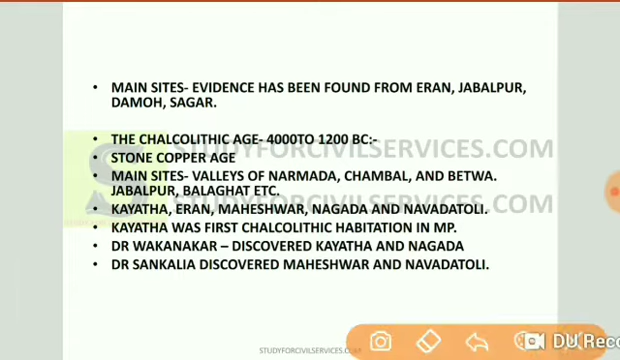 • MAIN SITES- EVIDENCE HAS BEEN FOUND FROM ERAN, JABALPUR,
DAMOH, SAGAR.
• THE CHALCOLITHIC AGE- 4000TO 1200 BC:-
• STONE COPPER AGE
STUDYFORCIVILSERVICES.COM
• MAIN SITES- VALLEYS OF NARMADA, CHAMBAL, AND BETWA.
JABALPUR, BALAGHAT ETC.
• KAYATHA, ERAN, MAHESHWAR, NAGADA AND NAVADATOLI.
STUDYFORCIVILSERVICES.COM
• KAYATHA WAS FIRST CHALCOLITHIC HABITATION IN MP.
• DR WAKANAKAR – DISCOVERED KAYATHA AND NAGADA
• DR SANKALIA DISCOVERED MAHESHWAR AND NAVADATOLI.
STUDYFORCIVILSERVICES.COM
DU Reco